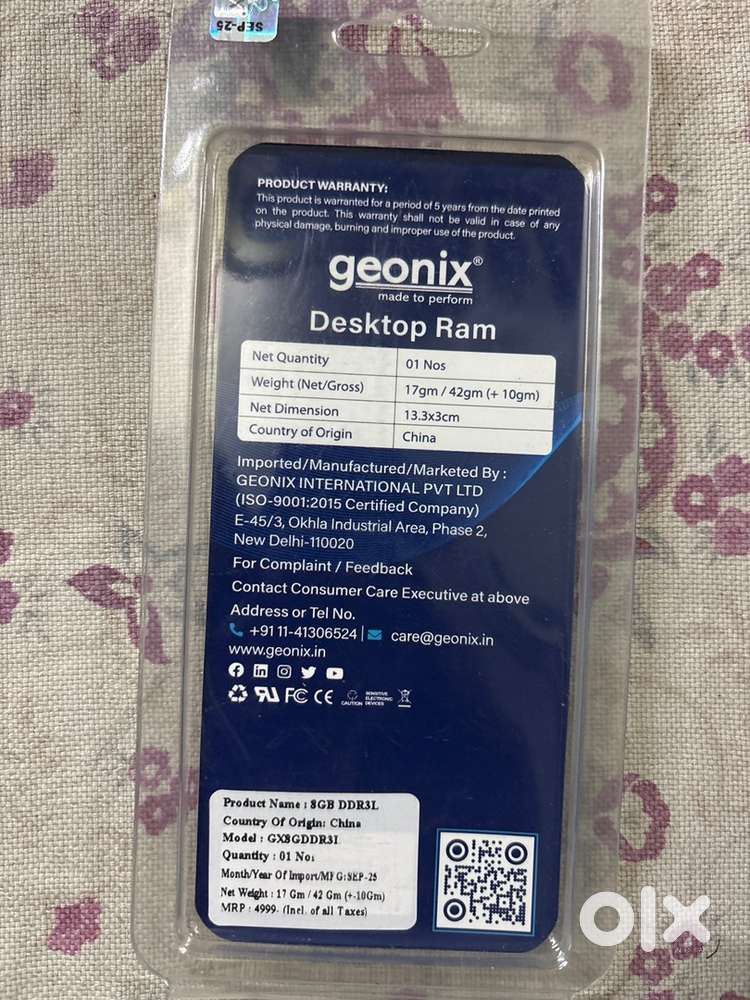 SEP-25
PRODUCT WARRANTY:
This product is warranted for a period of 5 years from the date printed
on the product. This warranty shall not be valid in case of any
physical damage, burning and improper use of the product.
geonix®
made to perform
Desktop Ram
Net Quantity 01 Nos
Weight (Net/Gross) 17gm / 42gm (+ 10gm)
Net Dimension 13.3x3cm
Country of Origin China
Imported/Manufactured/Marketed By :
GEONIX INTERNATIONAL PVT LTD
(ISO-9001:2015 Certified Company)
E-45/3, Okhla Industrial Area, Phase 2,
New Delhi-110020
For Complaint / Feedback
Contact Consumer Care Executive at above
Address or Tel No.
+91 11-41306524 | care@geonix.in
www.geonix.in
FC CE CAUTION SENSITIVE ELECTRONIC DEVICES
Product Name : 8GB DDR3L
Country Of Origin: China
Model : GX8GDDR3L
Quantity : 01 Nos
Month/Year Of Import/MFG:SEP-25
Net Weight : 17 Gm / 42 Gm (+-10Gm)
MRP : 4999- (Incl. of all Taxes)
olx